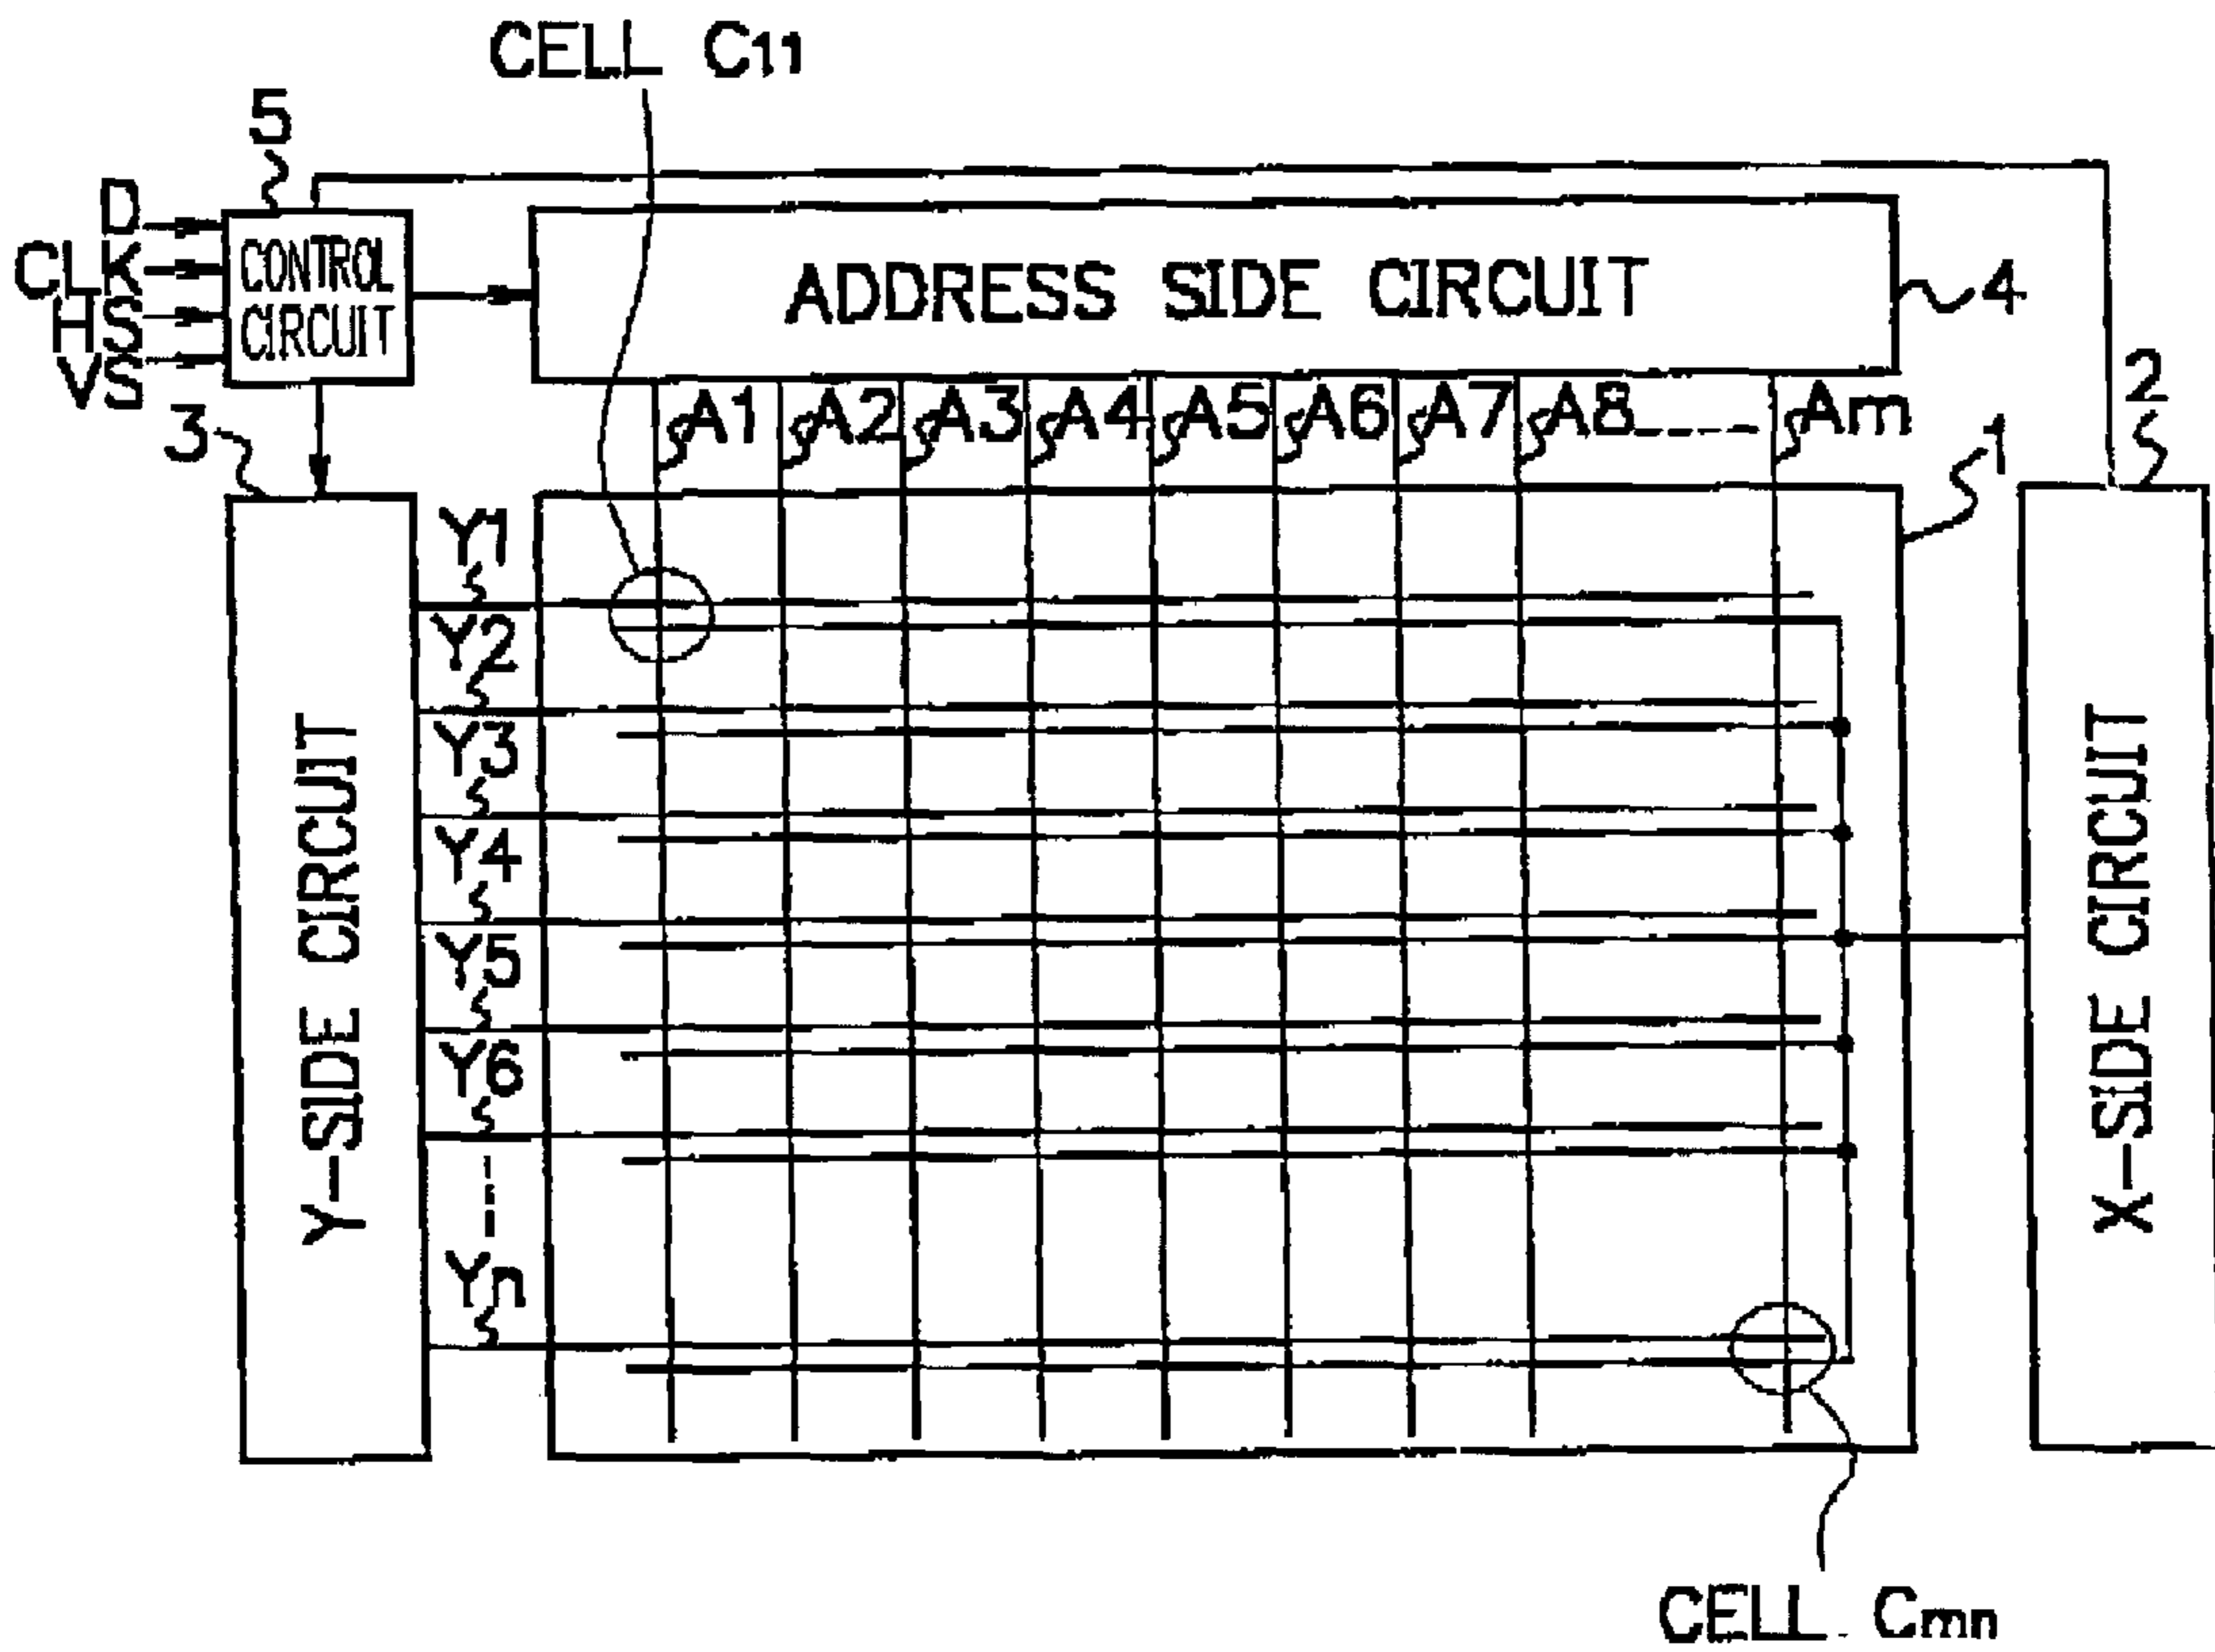 CELL C11
5
D
CLK
HS
VS
CONTROL
CIRCUIT
ADDRESS SIDE CIRCUIT
4
A1 A2 A3 A4 A5 A6 A7 A8 Am
2
3
1
Y1
Y2
Y3
Y4
Y5
Y6
Yn
Y-SIDE CIRCUIT
X-SIDE CIRCUIT
CELL Cmn